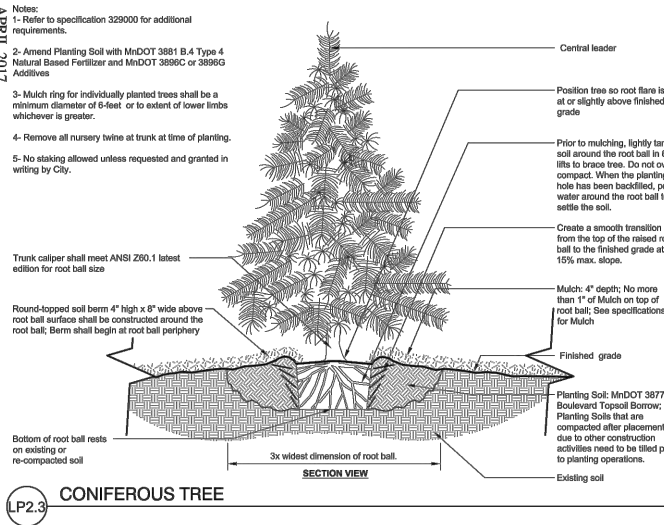 APRIL 2017
Notes:
1- Refer to specification 329000 for additional
requirements.
2- Amend Planting Soil with MnDOT 3881 B.4 Type 4
Natural Based Fertilizer and MnDOT 3896C or 3896G
Additives
3- Mulch ring for individually planted trees shall be a
minimum diameter of 6-feet or to extent of lower limbs
whichever is greater.
4- Remove all nursery twine at trunk at time of planting.
5- No staking allowed unless requested and granted in
writing by City.
Trunk caliper shall meet ANSI Z60.1 latest
edition for root ball size
Round-topped soil berm 4" high x 8" wide above
root ball surface shall be constructed around the
root ball; Berm shall begin at root ball periphery
Bottom of root ball rests
on existing or
re-compacted soil
Central leader
Position tree so root flare is
at or slightly above finished
grade
Prior to mulching, lightly
soil around the root ball in
lifts to brace tree. Do not
compact. When the planting
hole has been backfilled,
water around the root ball
settle the soil.
Create a smooth transition
from the top of the raised
ball to the finished grade at
15% max. slope.
Mulch: 4" depth; No more
than 1" of Mulch on top of
root ball; See specifications
for Mulch
Finished grade
Planting Soil: MnDOT 3877
Boulevard Topsoil Borrow;
Planting Soils that are
compacted after placement
due to other construction
activities need to be tilled
to planting operations.
Existing soil
3x widest dimension of root ball.
SECTION VIEW
LP2.3
CONIFEROUS TREE